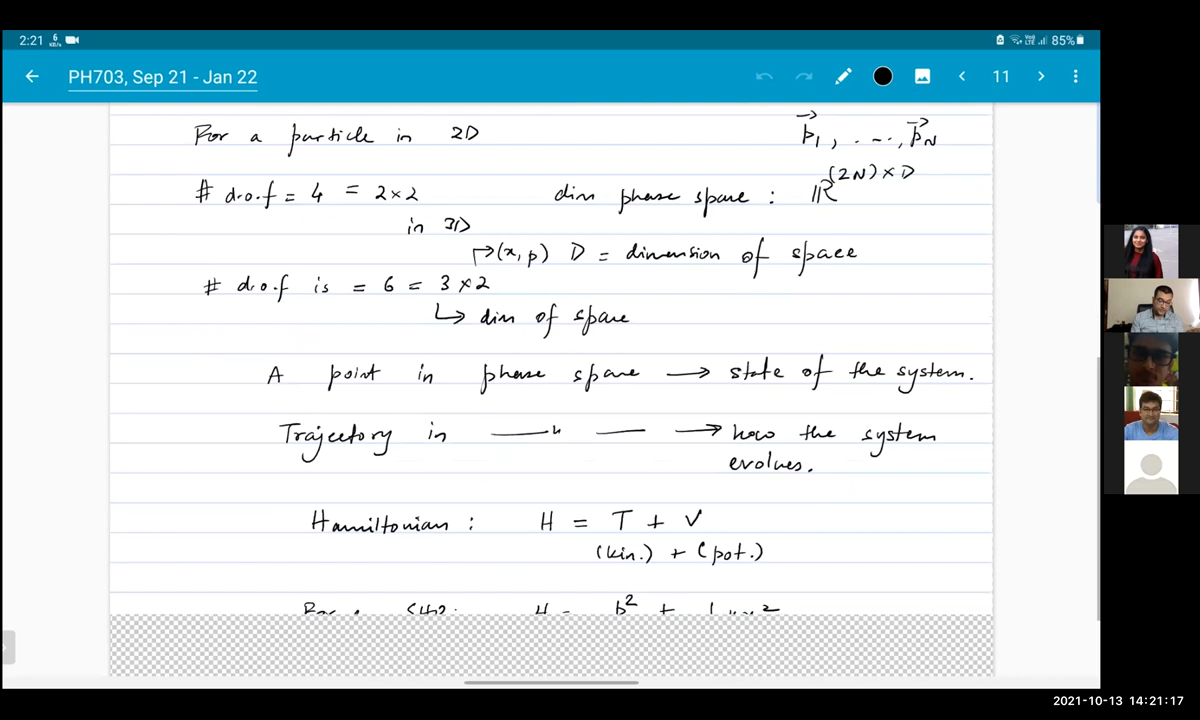 2:21 6 KB/s 85%
PH703, Sep 21 - Jan 22
11
For a particle in 2D
p⃗₁, ...., p⃗N
# d.o.f = 4 = 2×2
dim phase space : ℝ^(2N)×D
in 3D
↱(x,p) D = dimension of space
# d.o.f is = 6 = 3×2
↳ dim of space
A point in phase space → state of the system.
Trajectory in —〃— → how the system
evolves.
Hamiltonian : H = T + V
(kin.) + (pot.)
2021-10-13 14:21:17